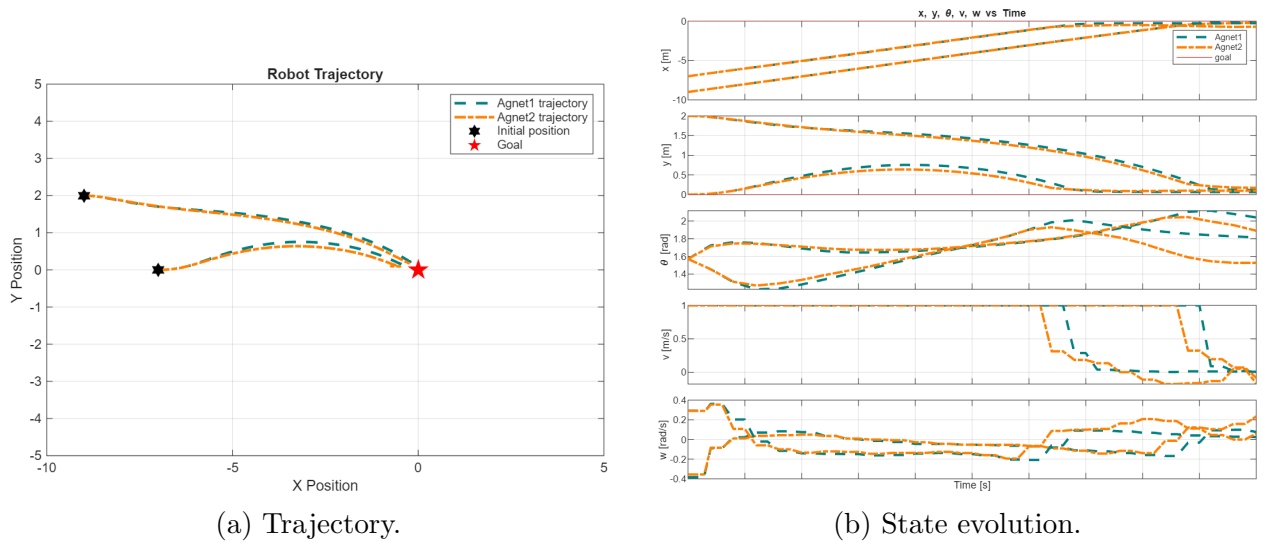 Robot Trajectory
5
4
3
2
1
0
-1
-2
-3
-4
-5
-10
-5
0
5
Y Position
X Position
Agnet1 trajectory
Agnet2 trajectory
Initial position
Goal
(a) Trajectory.
x, y, θ, v, w vs Time
0
-5
-10
x [m]
Agnet1
Agnet2
goal
2
1.5
1
0.5
0
y [m]
2
1.8
1.6
1.4
θ [rad]
1
0.5
0
v [m/s]
0.4
0.2
0
-0.2
-0.4
w [rad/s]
Time [s]
(b) State evolution.